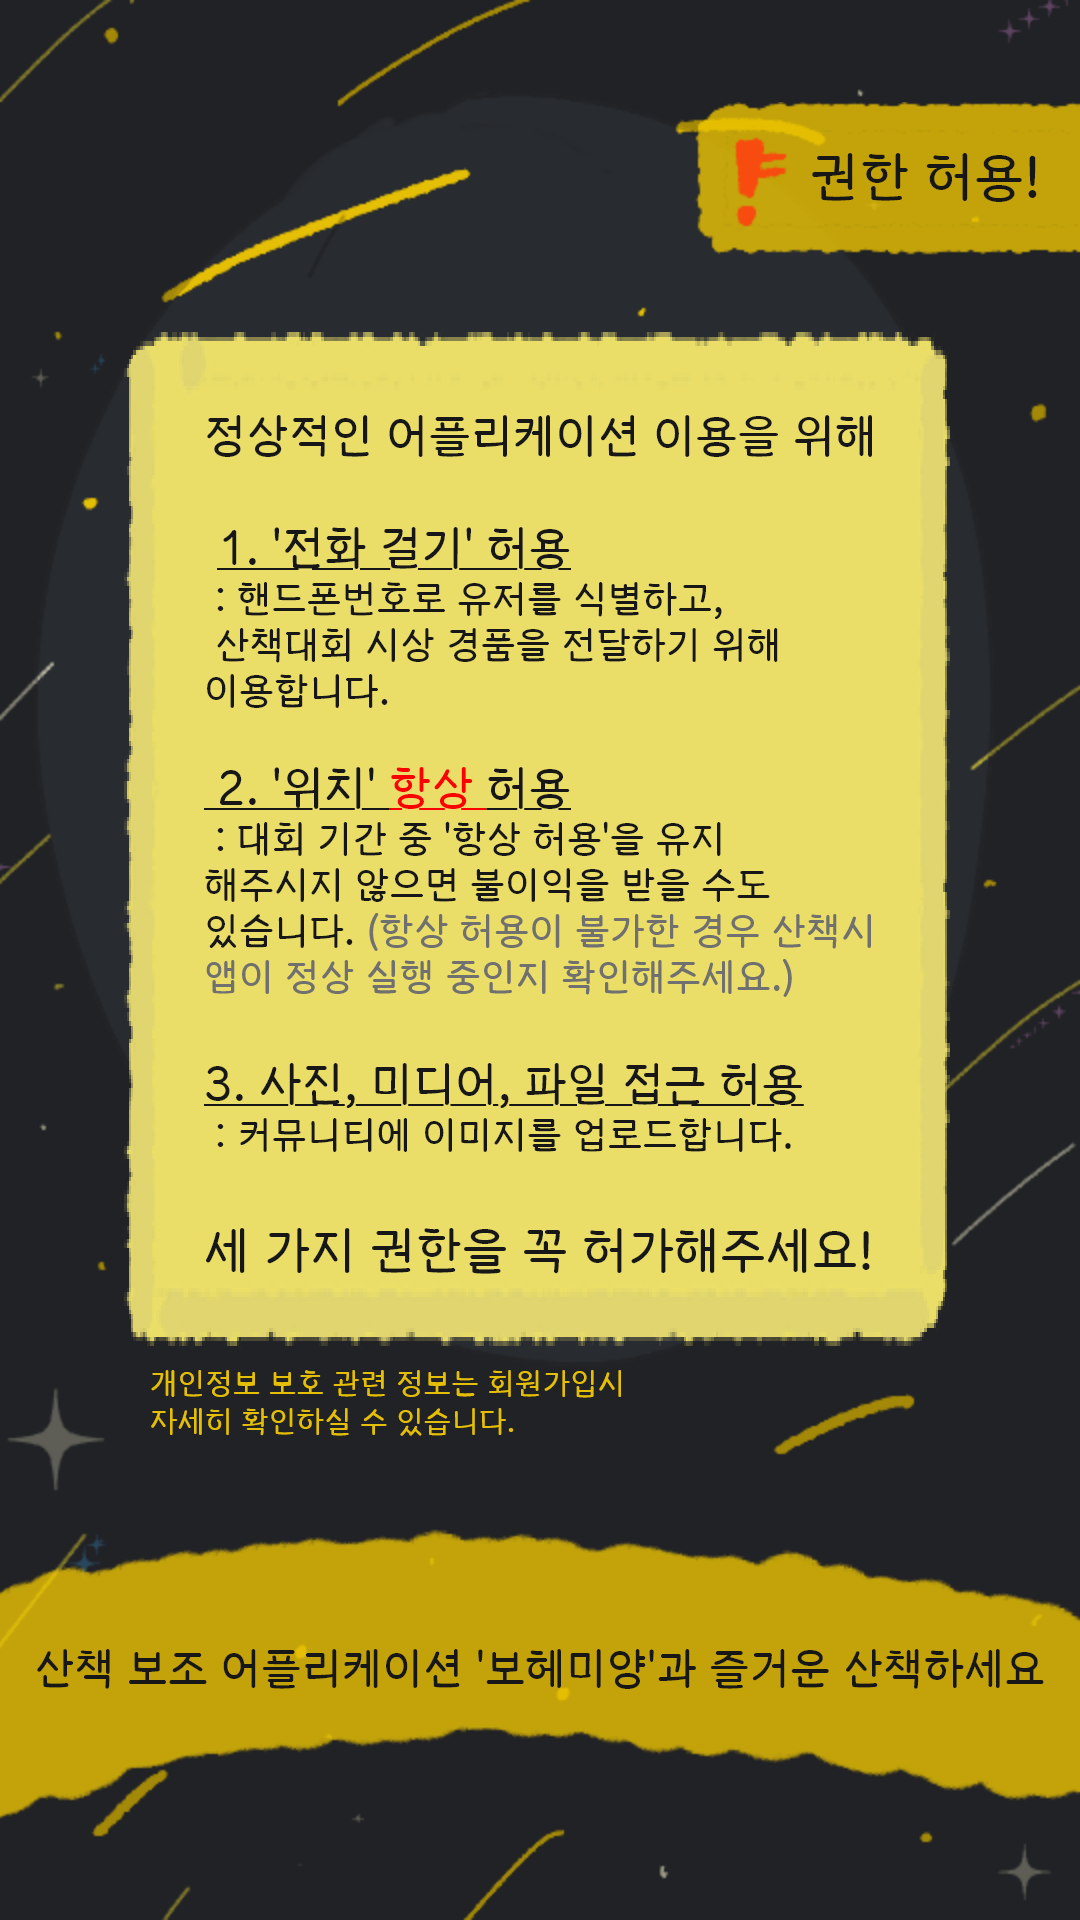 권한 허용!
정상적인 어플리케이션 이용을 위해
1. '전화 걸기' 허용
: 핸드폰번호로 유저를 식별하고,
산책대회 시상 경품을 전달하기 위해
이용합니다.
2. '위치' 항상 허용
: 대회 기간 중 '항상 허용'을 유지
해주시지 않으면 불이익을 받을 수도
있습니다. (항상 허용이 불가한 경우 산책시
앱이 정상 실행 중인지 확인해주세요.)
3. 사진, 미디어, 파일 접근 허용
: 커뮤니티에 이미지를 업로드합니다.
세 가지 권한을 꼭 허가해주세요!
개인정보 보호 관련 정보는 회원가입시
자세히 확인하실 수 있습니다.
산책 보조 어플리케이션 '보헤미양'과 즐거운 산책하세요